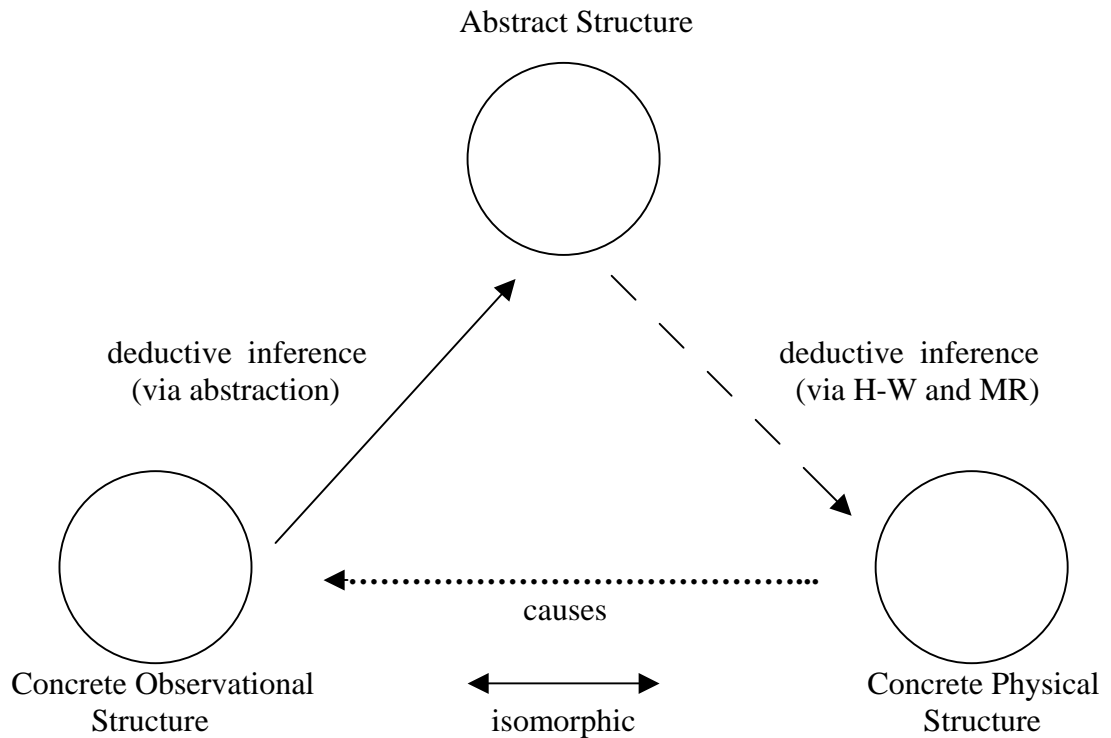 Abstract Structure
deductive inference
(via abstraction)
deductive inference
(via H-W and MR)
causes
Concrete Observational
Structure
isomorphic
Concrete Physical
Structure